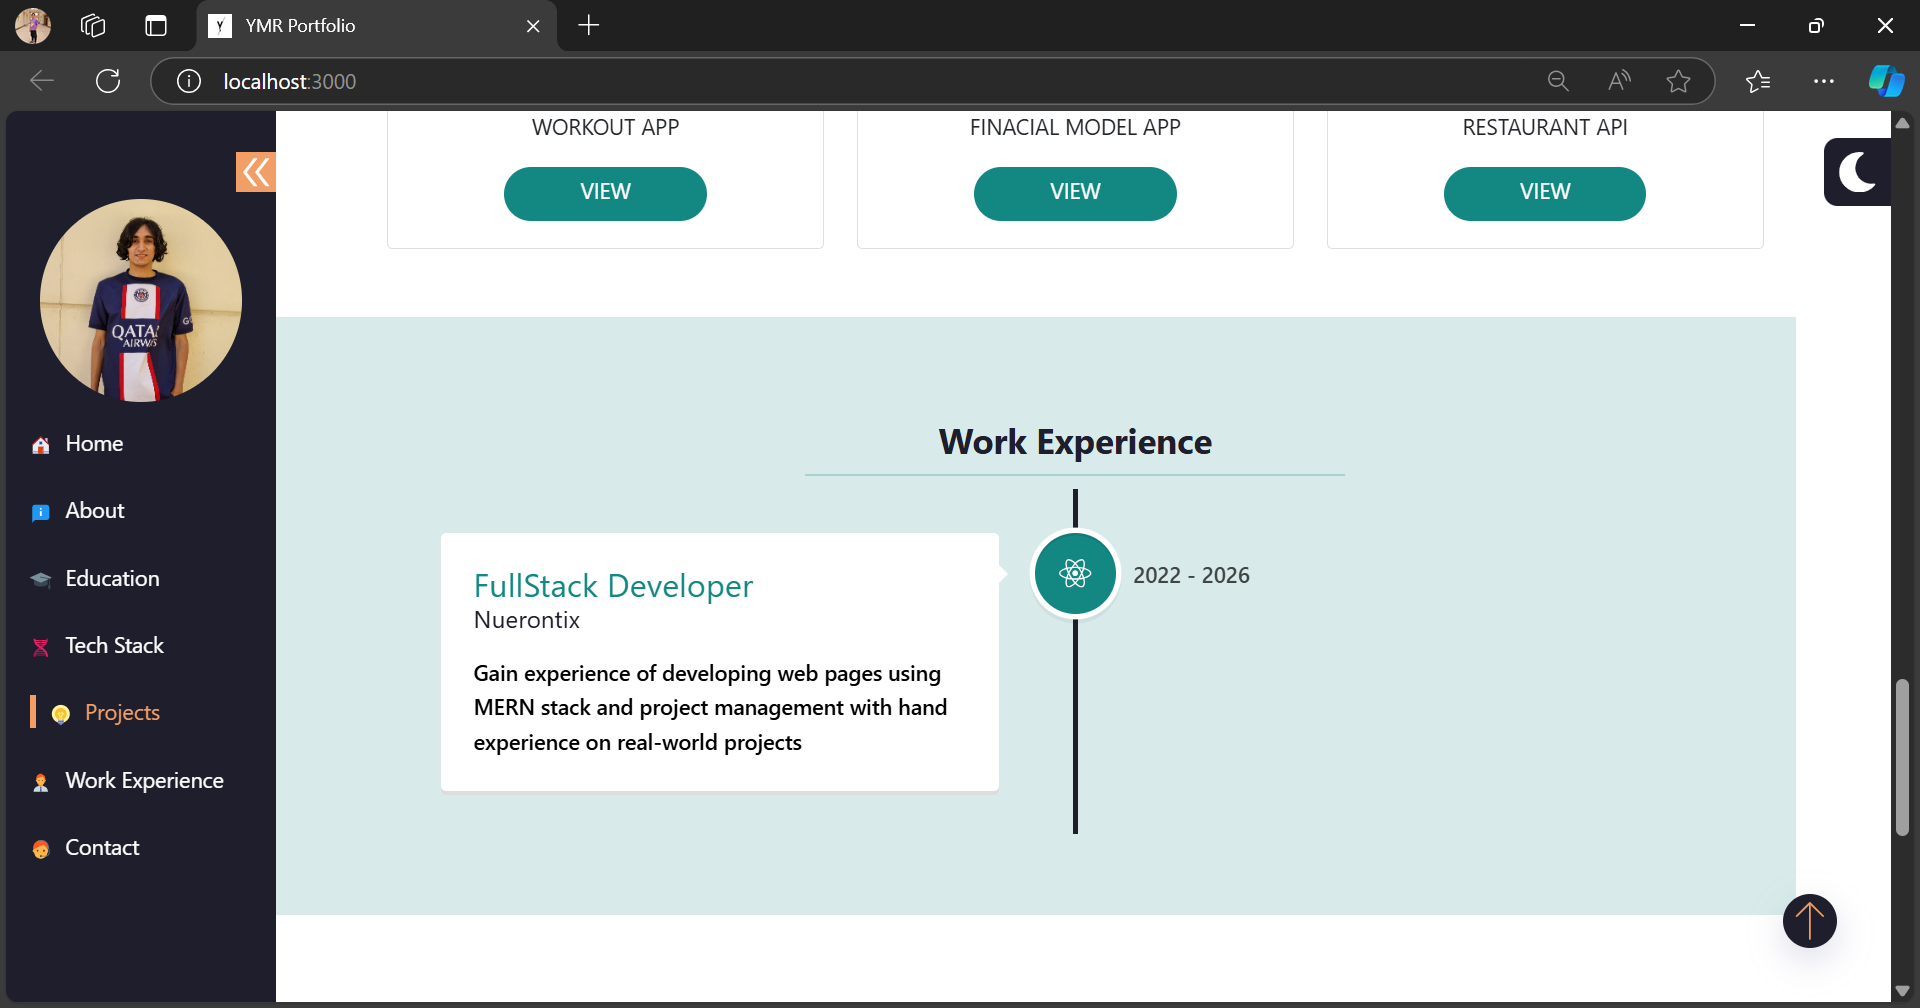 YMR Portfolio
localhost:3000
WORKOUT APP
FINACIAL MODEL APP
RESTAURANT API
VIEW
VIEW
VIEW
QATA
AIRW
Home
About
Education
Tech Stack
Projects
Work Experience
Contact
Work Experience
FullStack Developer
Nuerontix
2022 - 2026
Gain experience of developing web pages using
MERN stack and project management with hand
experience on real-world projects